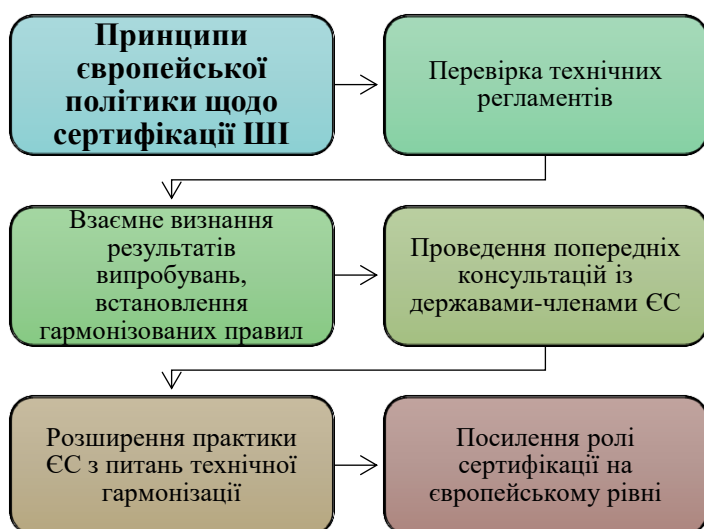 Принципи
європейської
політики щодо
сертифікації ШІ
Перевірка технічних
регламентів
Взаємне визнання
результатів
випробувань,
встановлення
гармонізованих правил
Проведення попередніх
консультацій із
державами-членами ЄС
Розширення практики
ЄС з питань технічної
гармонізації
Посилення ролі
сертифікації на
європейському рівні